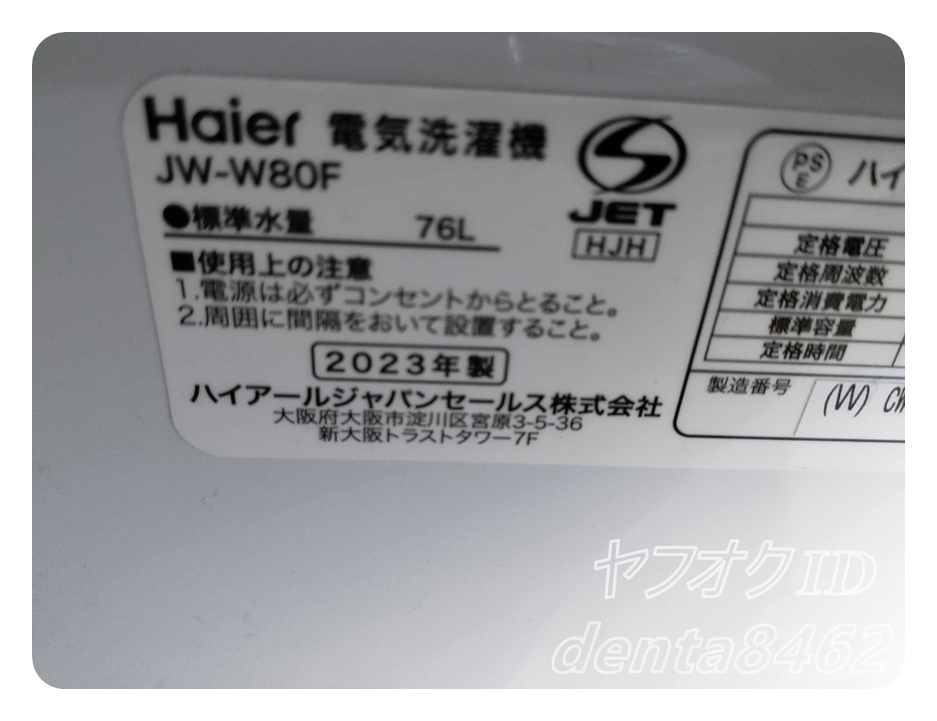 Haier 電気洗濯機
JW-W80F
●標準水量 76L
■使用上の注意
1.電源は必ずコンセントからとること。
2.周囲に間隔をおいて設置すること。
2023年製
ハイアールジャパンセールス株式会社
大阪府大阪市淀川区宮原3-5-36
新大阪トラストタワー7F
JET
HJH
PS
E
ハイ
定格電圧
定格周波数
定格消費電力
標準容量
定格時間
製造番号
(W)
ヤフオクID
denta8462